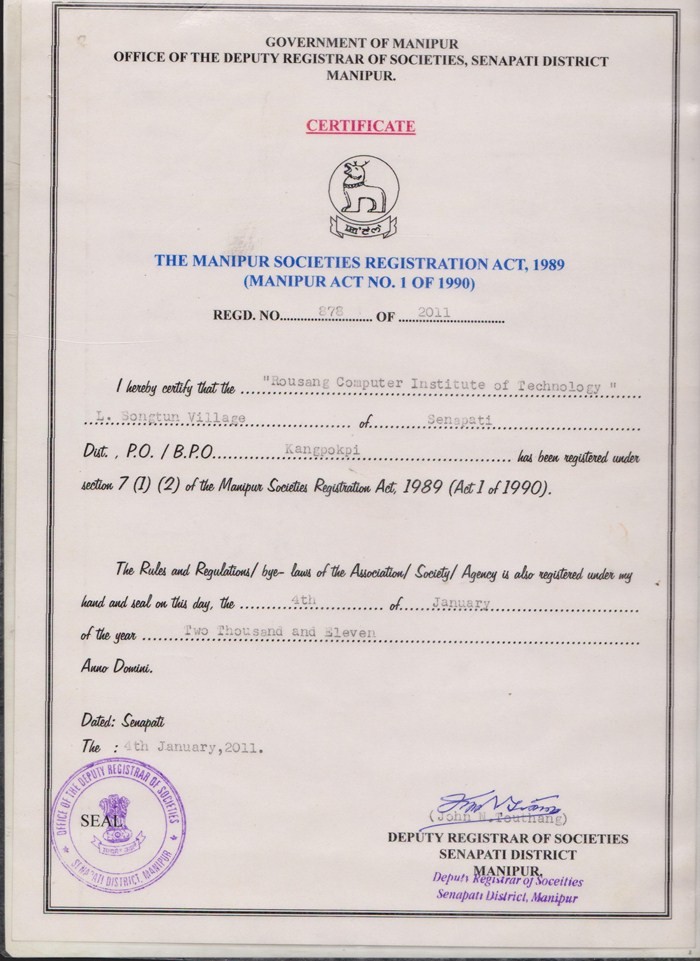 GOVERNMENT OF MANIPUR
OFFICE OF THE DEPUTY REGISTRAR OF SOCIETIES, SENAPATI DISTRICT
MANIPUR.
CERTIFICATE
THE MANIPUR SOCIETIES REGISTRATION ACT, 1989
(MANIPUR ACT NO. 1 OF 1990)
REGD. NO. 878 OF 2011
I hereby certify that the "Rousang Computer Institute of Technology "
L. Songtun Village of Senapati
Dist. , P.O. / B.P.O. Kangpokpi has been registered under
section 7 (1) (2) of the Manipur Societies Registration Act, 1989 (Act 1 of 1990).
The Rules and Regulations/ bye- laws of the Association/ Society/ Agency is also registered under my
hand and seal on this day, the 4th of January
of the year Two Thousand and Eleven
Anno Domini.
Dated: Senapati
The : 4th January,2011.
OFFICE OF THE DEPUTY REGISTRAR OF SOCIETIES
SENAPATI DISTRICT, MANIPUR
SEAL
(John N.Touthang)
DEPUTY REGISTRAR OF SOCIETIES
SENAPATI DISTRICT
MANIPUR.
Deputy Registrar of Soceities
Senapati District, Manipur